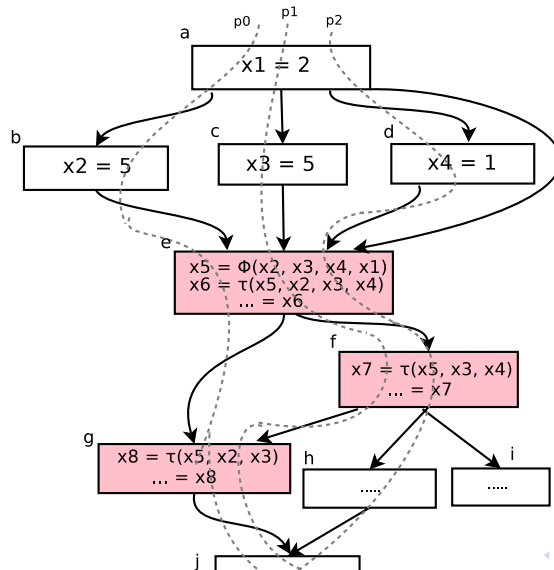 p0 p1 p2
a
x1 = 2
b c d
x2 = 5 x3 = 5 x4 = 1
e
x5 = Φ(x2, x3, x4, x1)
x6 = τ(x5, x2, x3, x4)
... = x6
f
x7 = τ(x5, x3, x4)
... = x7
g
x8 = τ(x5, x2, x3)
... = x8
h
.....
i
.....
j